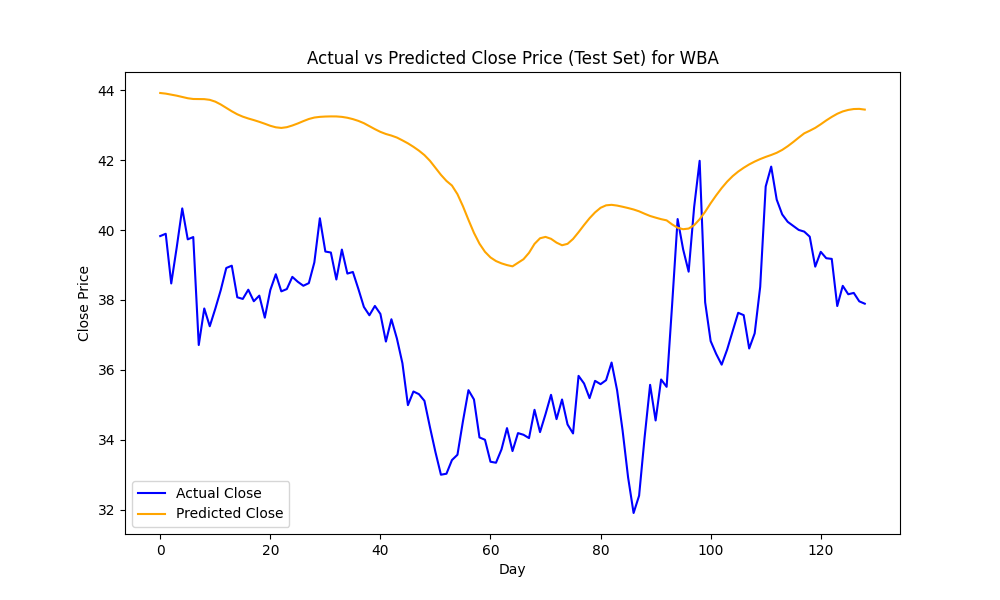 Actual vs Predicted Close Price (Test Set) for WBA
44
42
40
38
36
34
32
Close Price
Actual Close
Predicted Close
0 20 40 60 80 100 120
Day